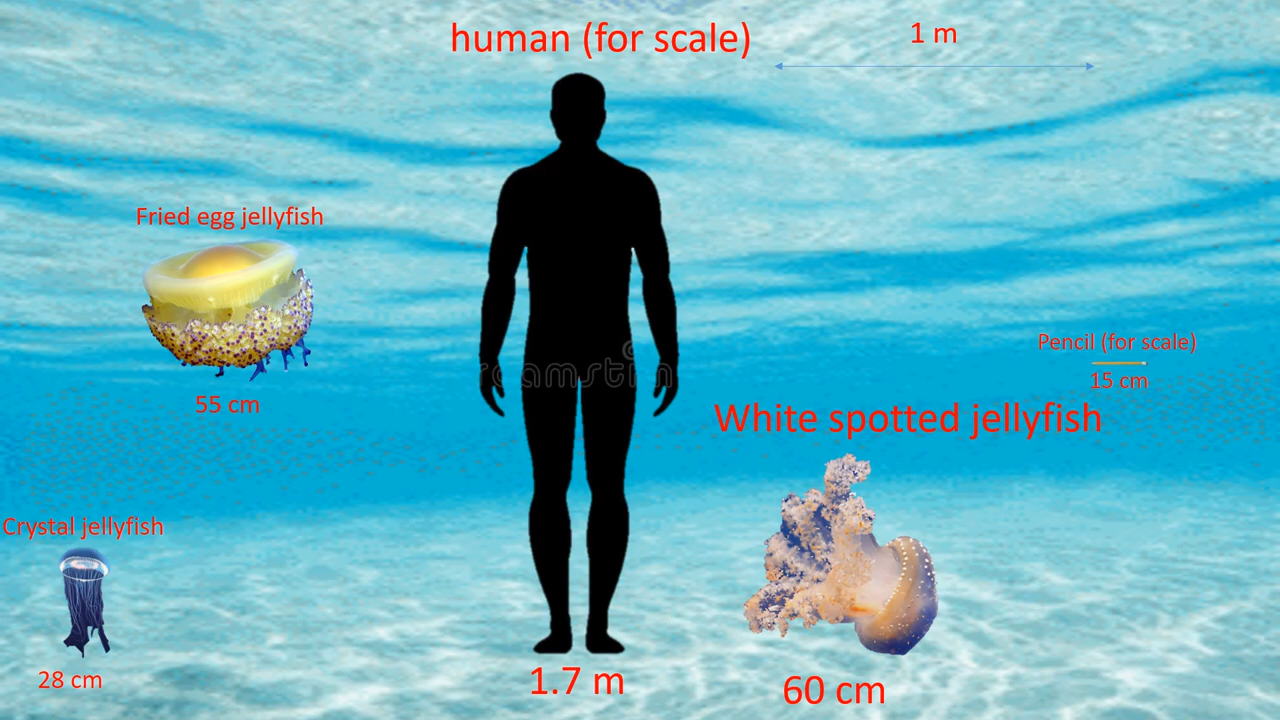 human (for scale)
1 m
Fried egg jellyfish
55 cm
Pencil (for scale)
15 cm
White spotted jellyfish
Crystal jellyfish
28 cm
1.7 m
60 cm